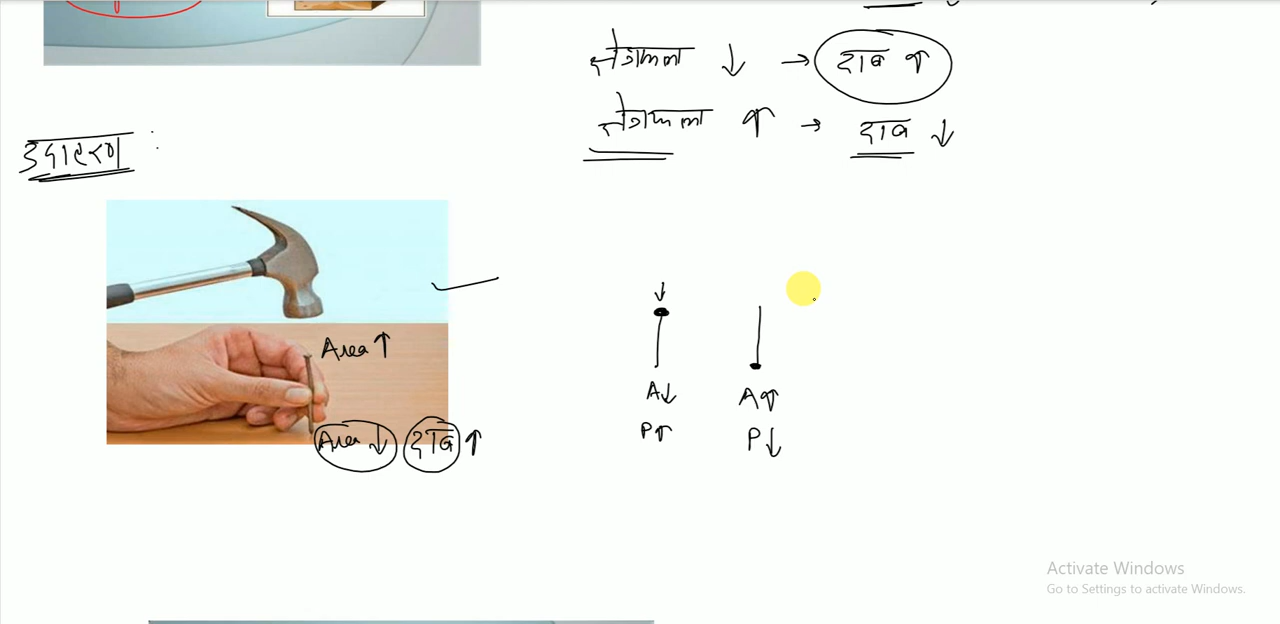 क्षेत्रफल ↓ → दाब ↑
क्षेत्रफल ↑ → दाब ↓
उदाहरण :
Area ↑
Area ↓ दाब ↑
A↓ A↑
P↑ P↓
Activate Windows
Go to Settings to activate Windows.